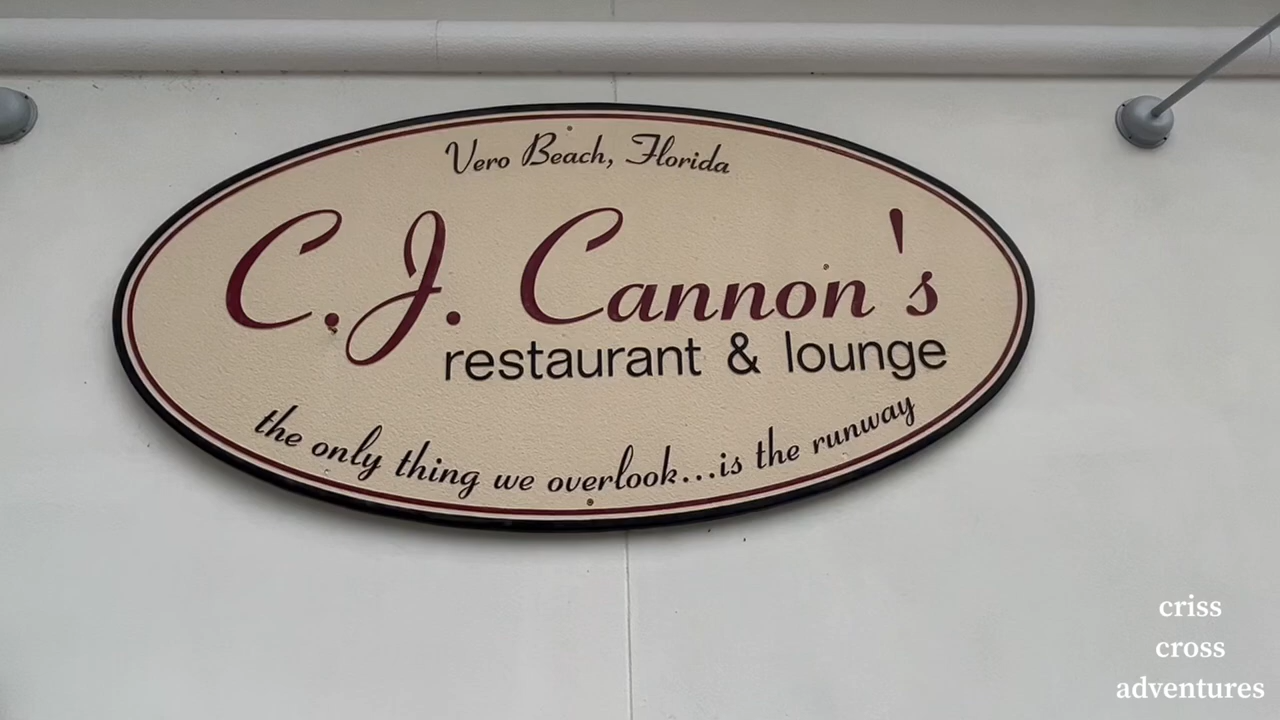 Vero Beach, Florida
C.J. Cannon's
restaurant & lounge
the only thing we overlook...is the runway
criss
cross
adventures